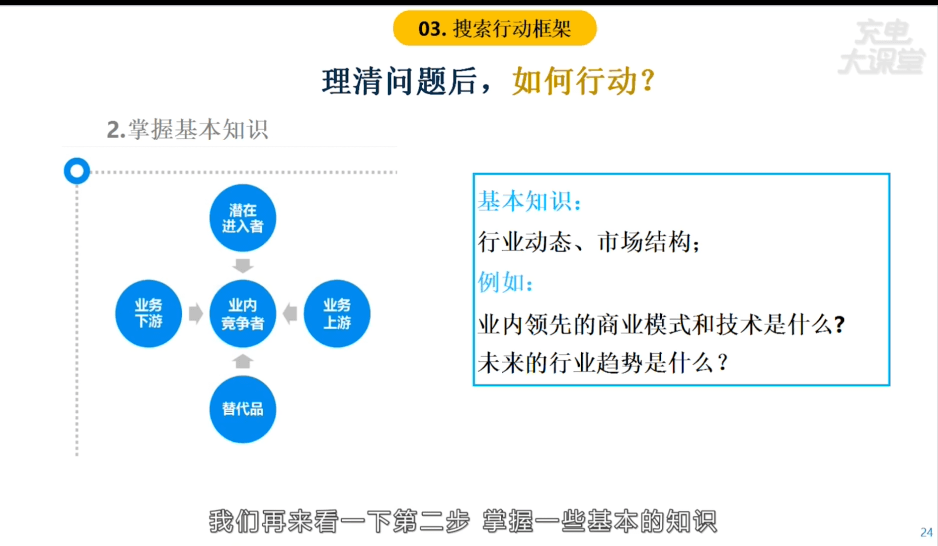 03. 搜索行动框架
充电
大课堂
理清问题后，如何行动？
2.掌握基本知识
潜在
进入者
业务
下游
业内
竞争者
业务
上游
替代品
基本知识：
行业动态、市场结构；
例如：
业内领先的商业模式和技术是什么?
未来的行业趋势是什么？
我们再来看一下第二步 掌握一些基本的知识
24